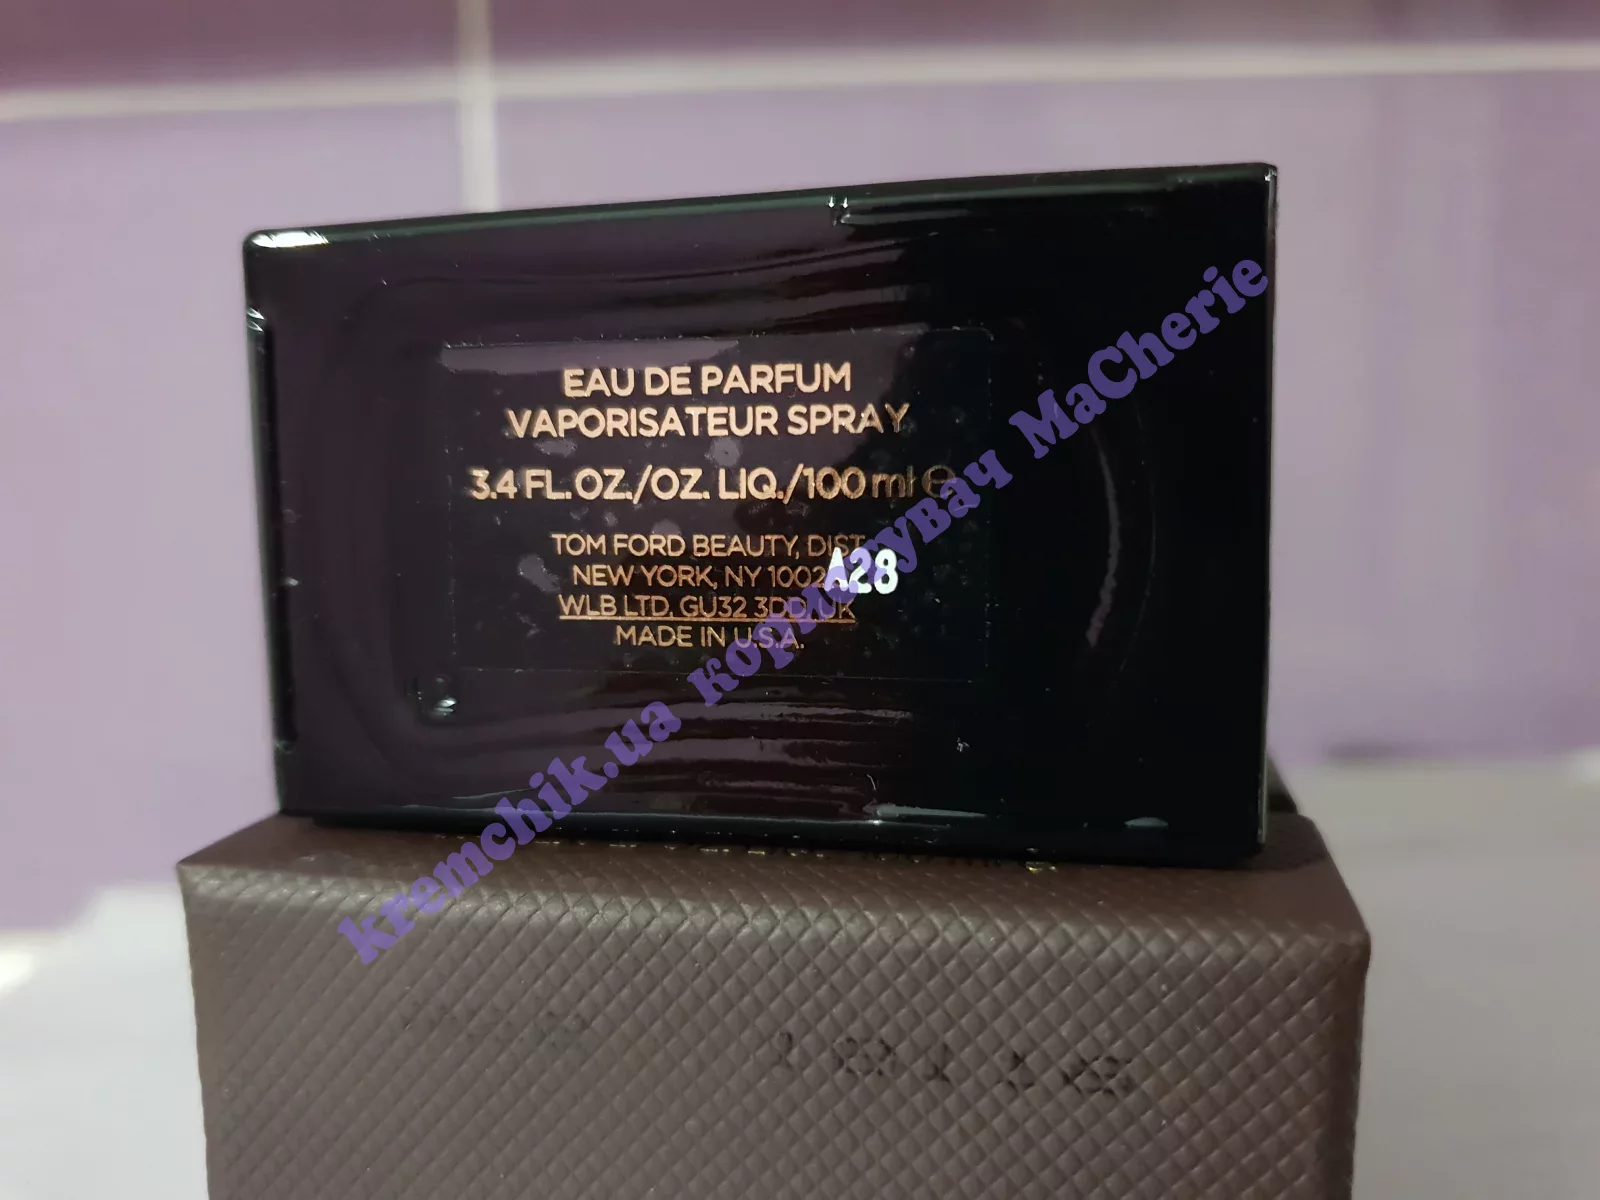 EAU DE PARFUM
VAPORISATEUR SPRAY
3.4 FL.OZ./OZ. LIQ./100 ml ℮
TOM FORD BEAUTY, DIST.
NEW YORK, NY 1002
A28
WLB LTD, GU32 3DD, UK
MADE IN U.S.A.
kremchik.ua користувач MaCherie